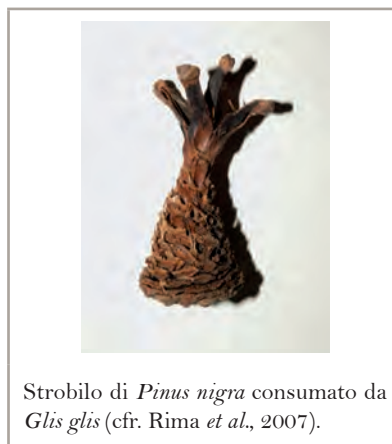 Strobilo di Pinus nigra consumato da
Glis glis (cfr. Rima et al., 2007).